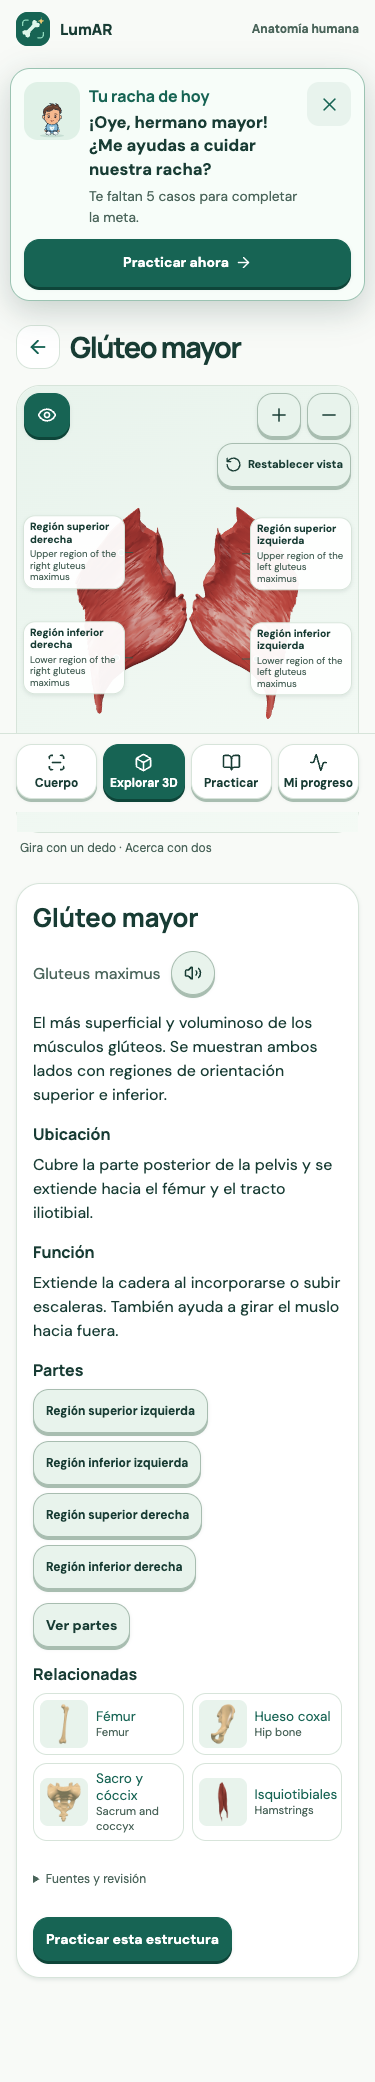 LumAR
Anatomía humana
Tu racha de hoy
¡Oye, hermano mayor!
¿Me ayudas a cuidar
nuestra racha?
Te faltan 5 casos para completar
la meta.
Practicar ahora
Glúteo mayor
Restablecer vista
Región superior
derecha
Upper region of the
right gluteus
maximus
Región superior
izquierda
Upper region of the
left gluteus
maximus
Región inferior
derecha
Lower region of the
right gluteus
maximus
Región inferior
izquierda
Lower region of the
left gluteus
maximus
Cuerpo
Explorar 3D
Practicar
Mi progreso
Gira con un dedo · Acerca con dos
Glúteo mayor
Gluteus maximus
El más superficial y voluminoso de los
músculos glúteos. Se muestran ambos
lados con regiones de orientación
superior e inferior.
Ubicación
Cubre la parte posterior de la pelvis y se
extiende hacia el fémur y el tracto
iliotibial.
Función
Extiende la cadera al incorporarse o subir
escaleras. También ayuda a girar el muslo
hacia fuera.
Partes
Región superior izquierda
Región inferior izquierda
Región superior derecha
Región inferior derecha
Ver partes
Relacionadas
Fémur
Femur
Hueso coxal
Hip bone
Sacro y
cóccix
Sacrum and
coccyx
Isquiotibiales
Hamstrings
Fuentes y revisión
Practicar esta estructura